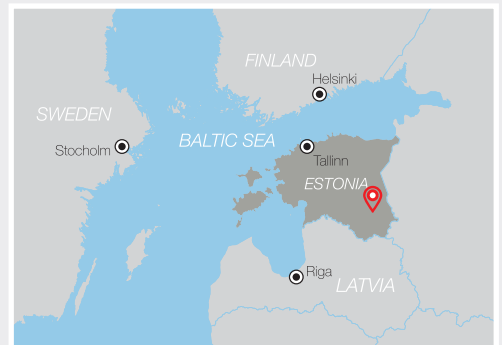 FINLAND
Helsinki
SWEDEN
BALTIC SEA
Stocholm
Tallinn
ESTONIA
Riga
LATVIA